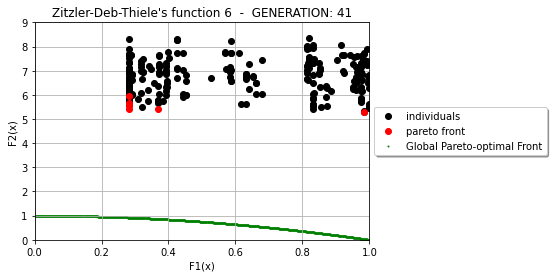 Zitzler-Deb-Thiele's function 6 - GENERATION: 41
9
8
7
6
5
4
3
2
1
0
F2(x)
0.0 0.2 0.4 0.6 0.8 1.0
F1(x)
individuals
pareto front
Global Pareto-optimal Front